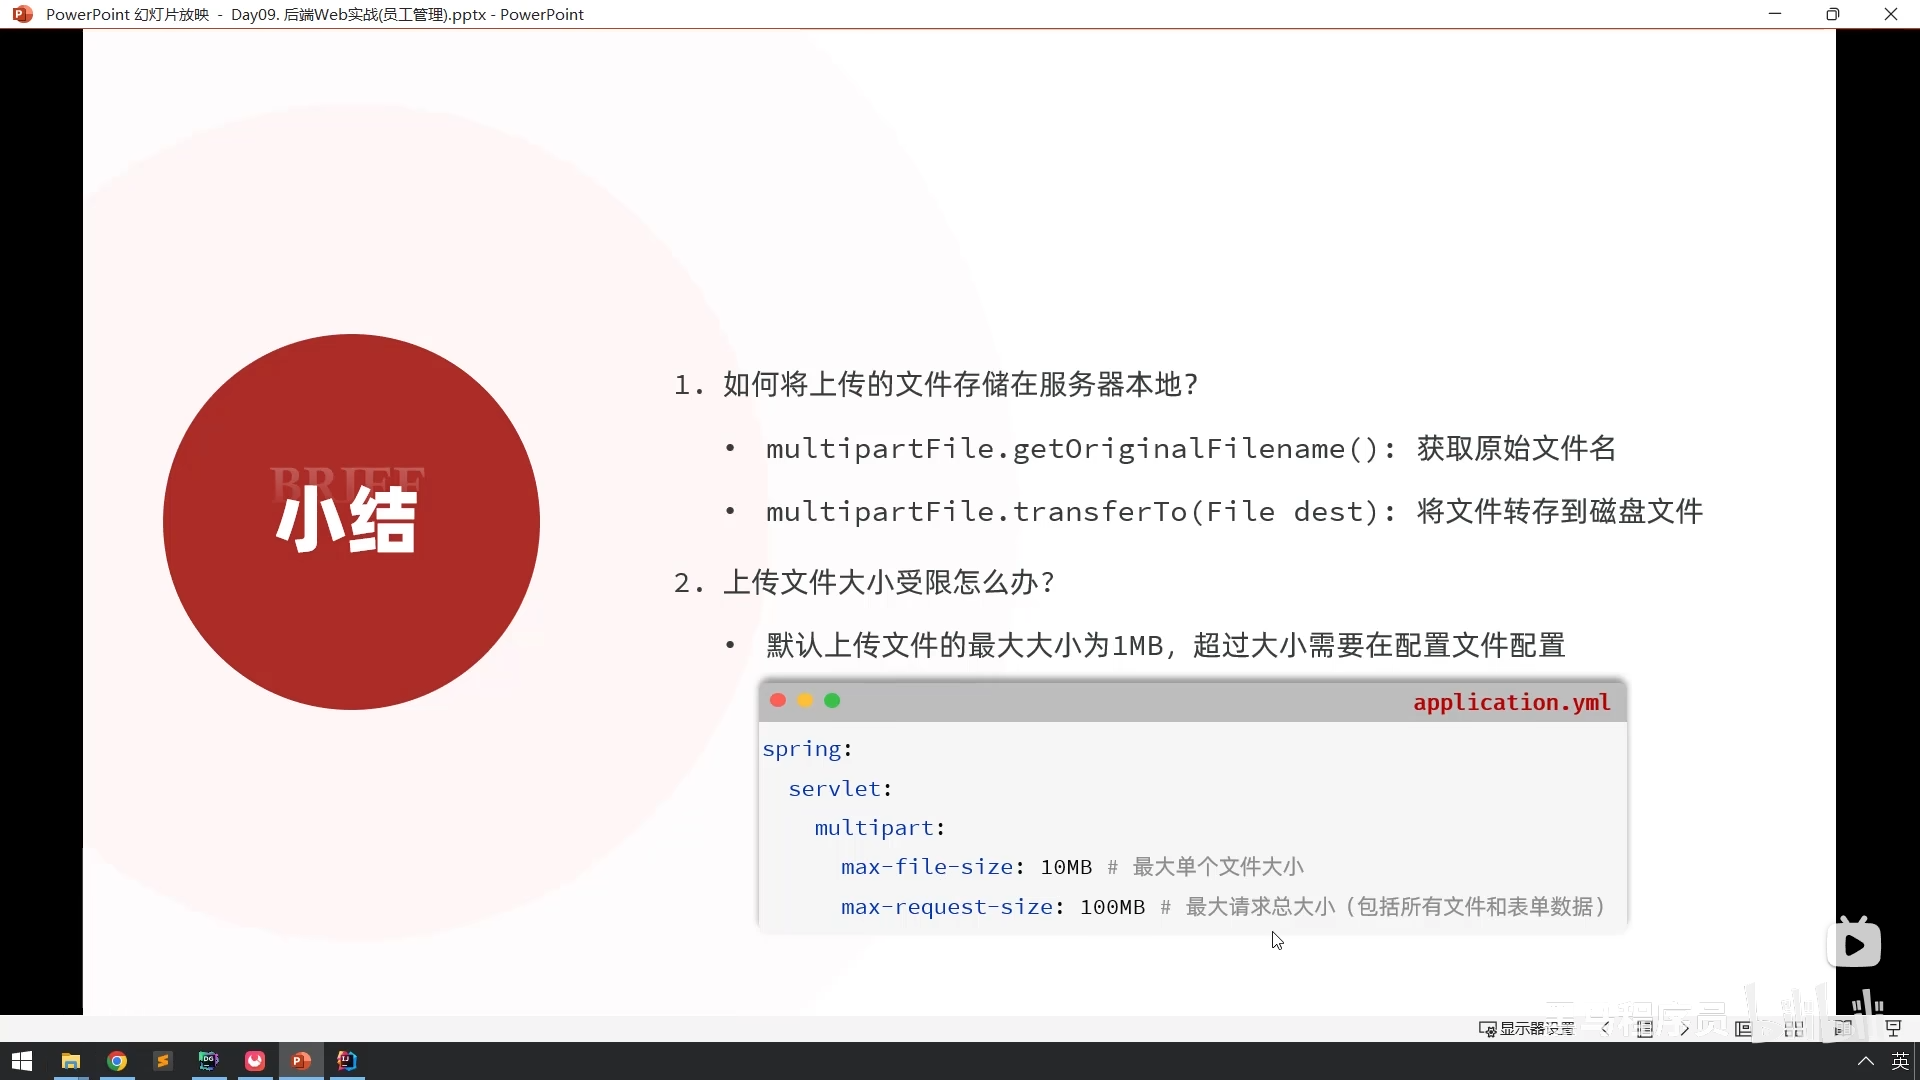 PowerPoint 幻灯片放映 - Day09. 后端Web实战(员工管理).pptx - PowerPoint
BRIEF
小结
1. 如何将上传的文件存储在服务器本地?
• multipartFile.getOriginalFilename(): 获取原始文件名
• multipartFile.transferTo(File dest): 将文件转存到磁盘文件
2. 上传文件大小受限怎么办?
• 默认上传文件的最大大小为1MB, 超过大小需要在配置文件配置
application.yml
spring:
servlet:
multipart:
max-file-size: 10MB # 最大单个文件大小
max-request-size: 100MB # 最大请求总大小（包括所有文件和表单数据）
显示器设置
英